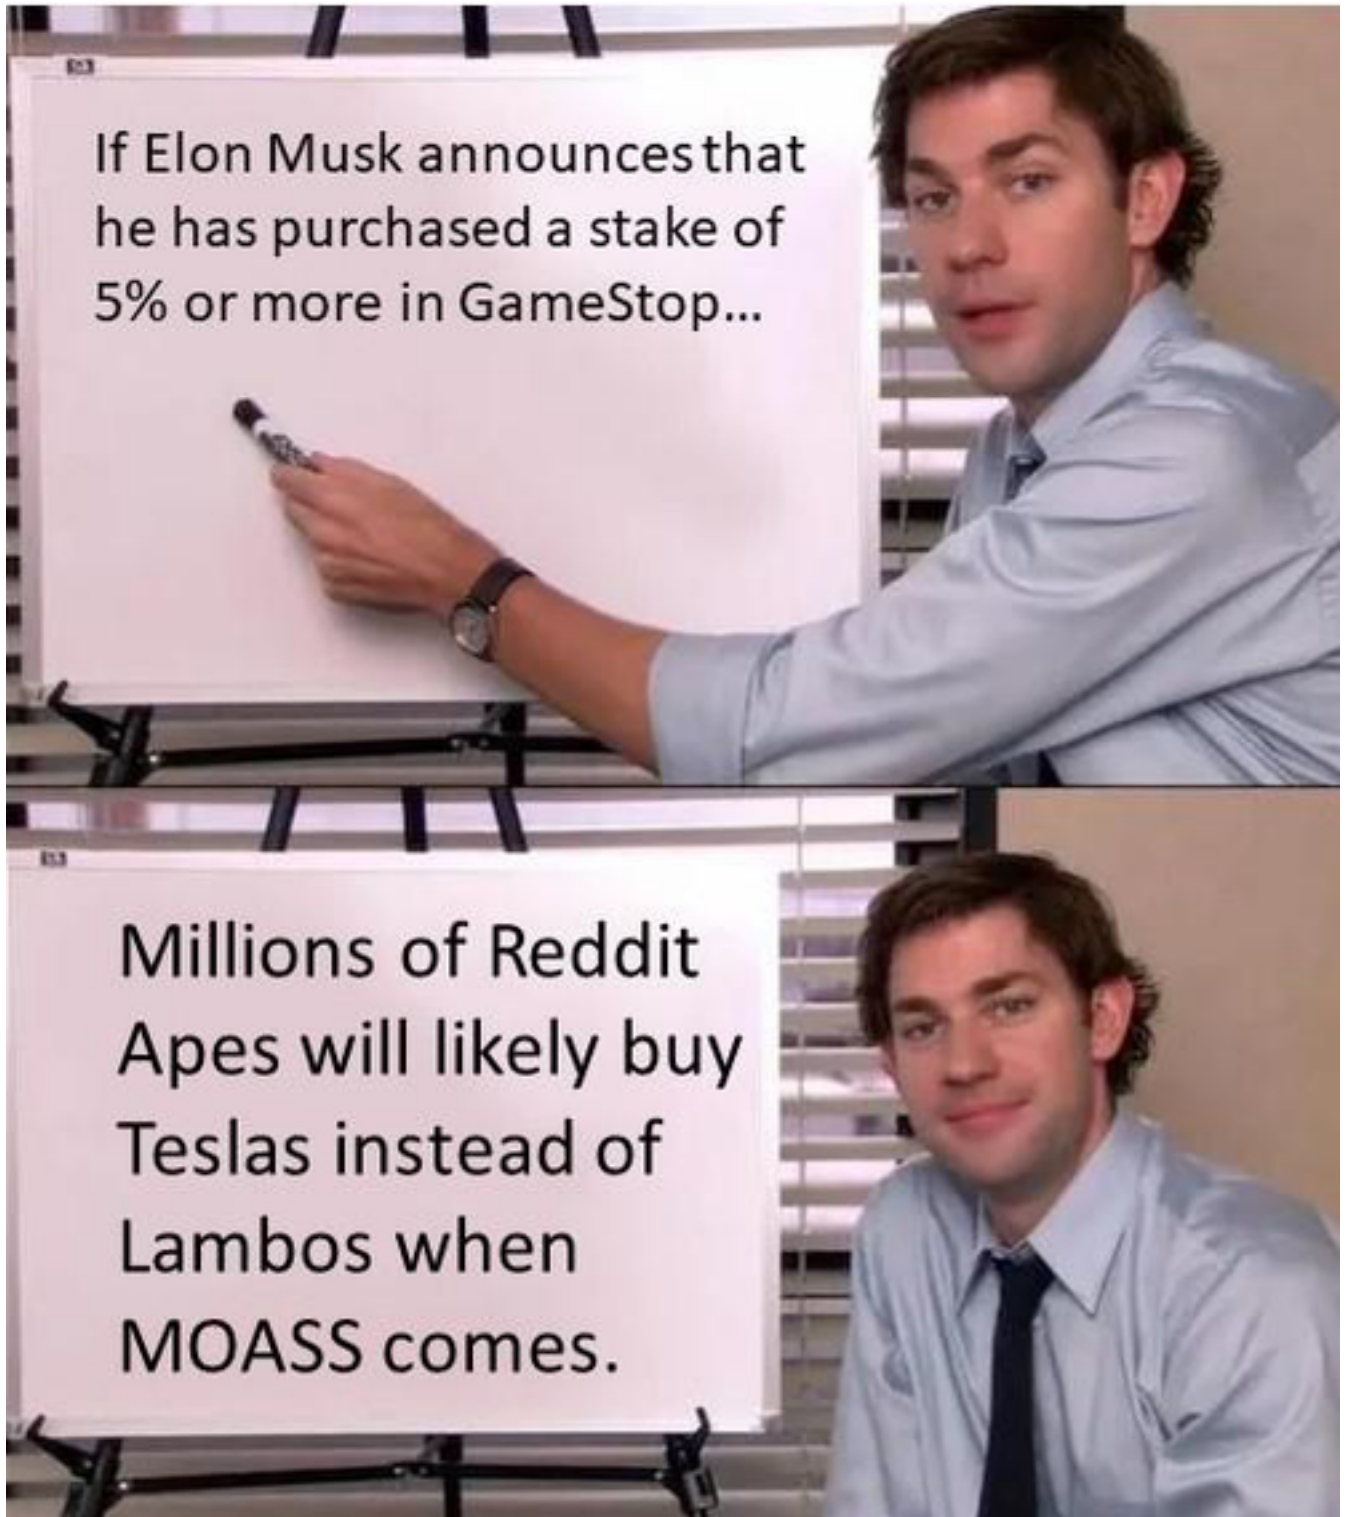 If Elon Musk announces that
he has purchased a stake of
5% or more in GameStop...
Millions of Reddit
Apes will likely buy
Teslas instead of
Lambos when
MOASS comes.